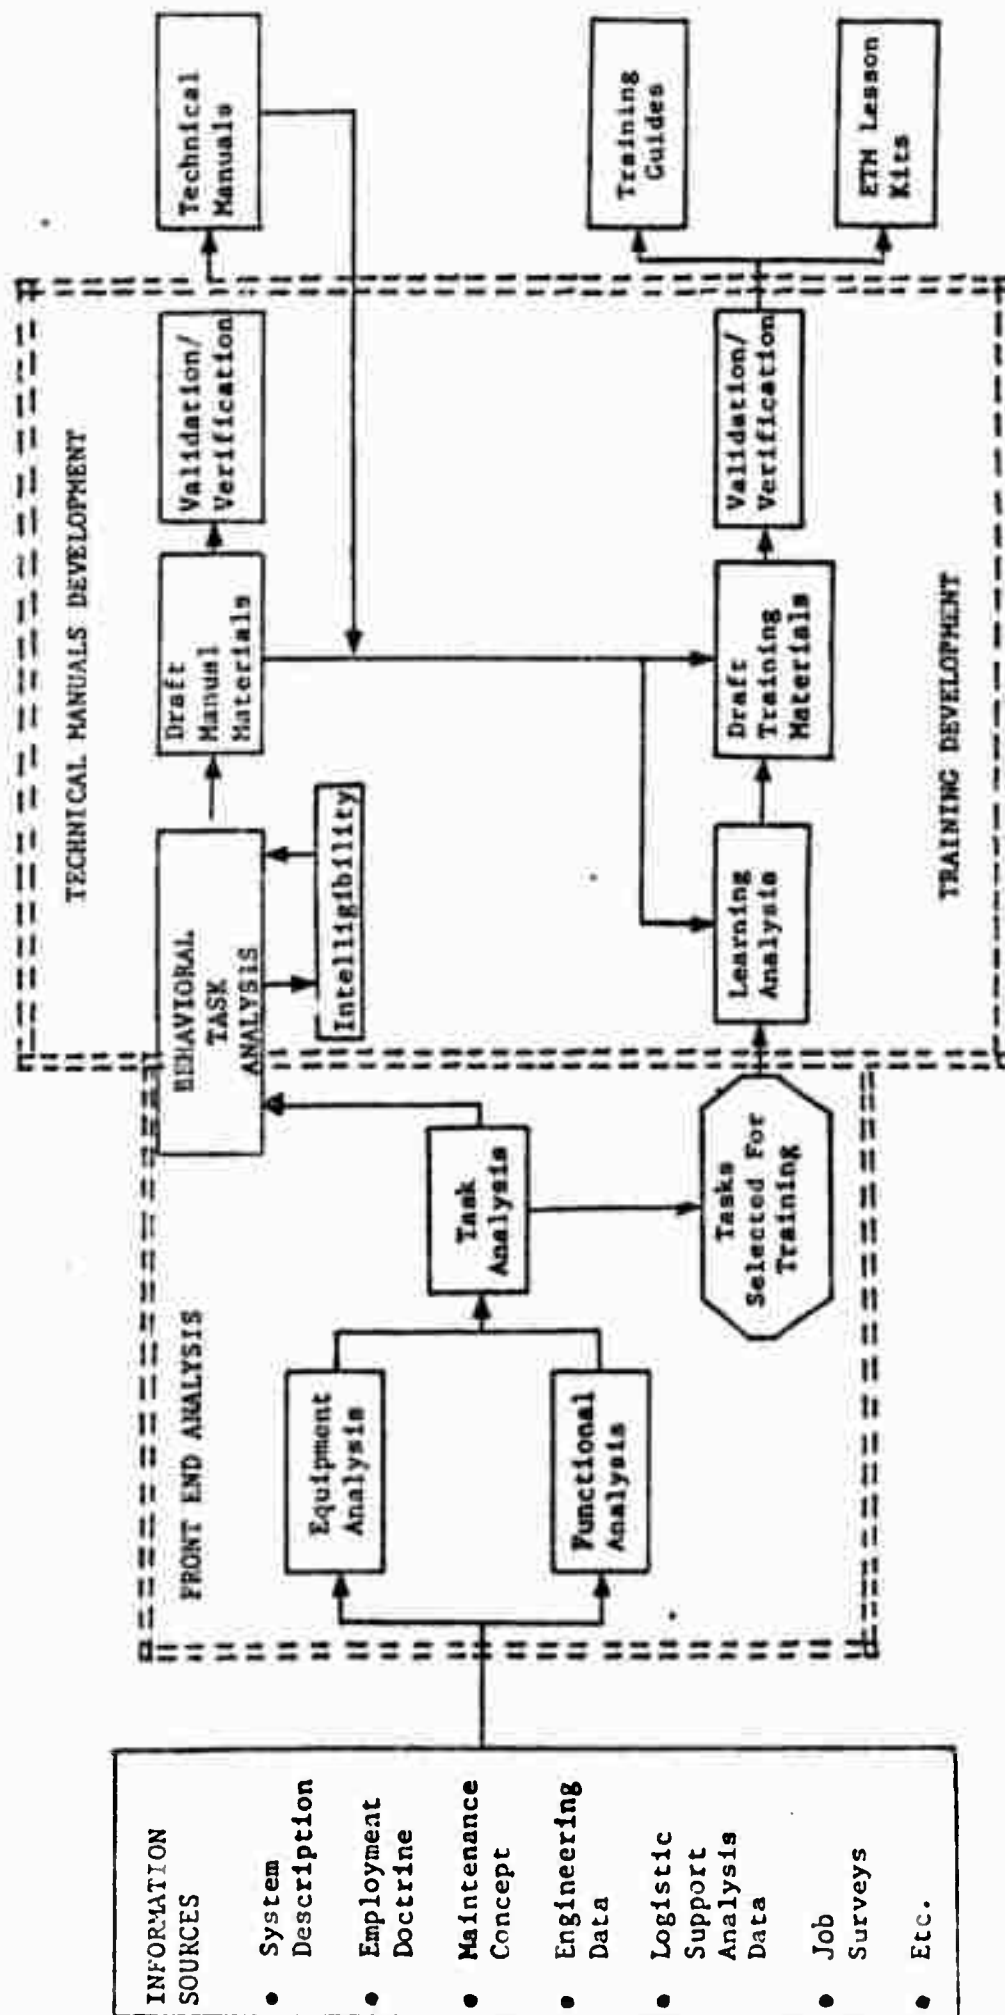 INFORMATION
SOURCES
• System
Description
• Employment
Doctrine
• Maintenance
Concept
• Engineering
Data
• Logistic
Support
Analysis
Data
• Job
Surveys
• Etc.
FRONT END ANALYSIS
Equipment
Analysis
Functional
Analysis
Task
Analysis
Tasks
Selected For
Training
TECHNICAL MANUALS DEVELOPMENT
BEHAVIORAL
TASK
ANALYSIS
Intelligibility
Draft
Manual
Materials
Validation/
Verification
Technical
Manuals
Learning
Analysis
Draft
Training
Materials
Validation/
Verification
TRAINING DEVELOPMENT
Training
Guides
ETM Lesson
Kits